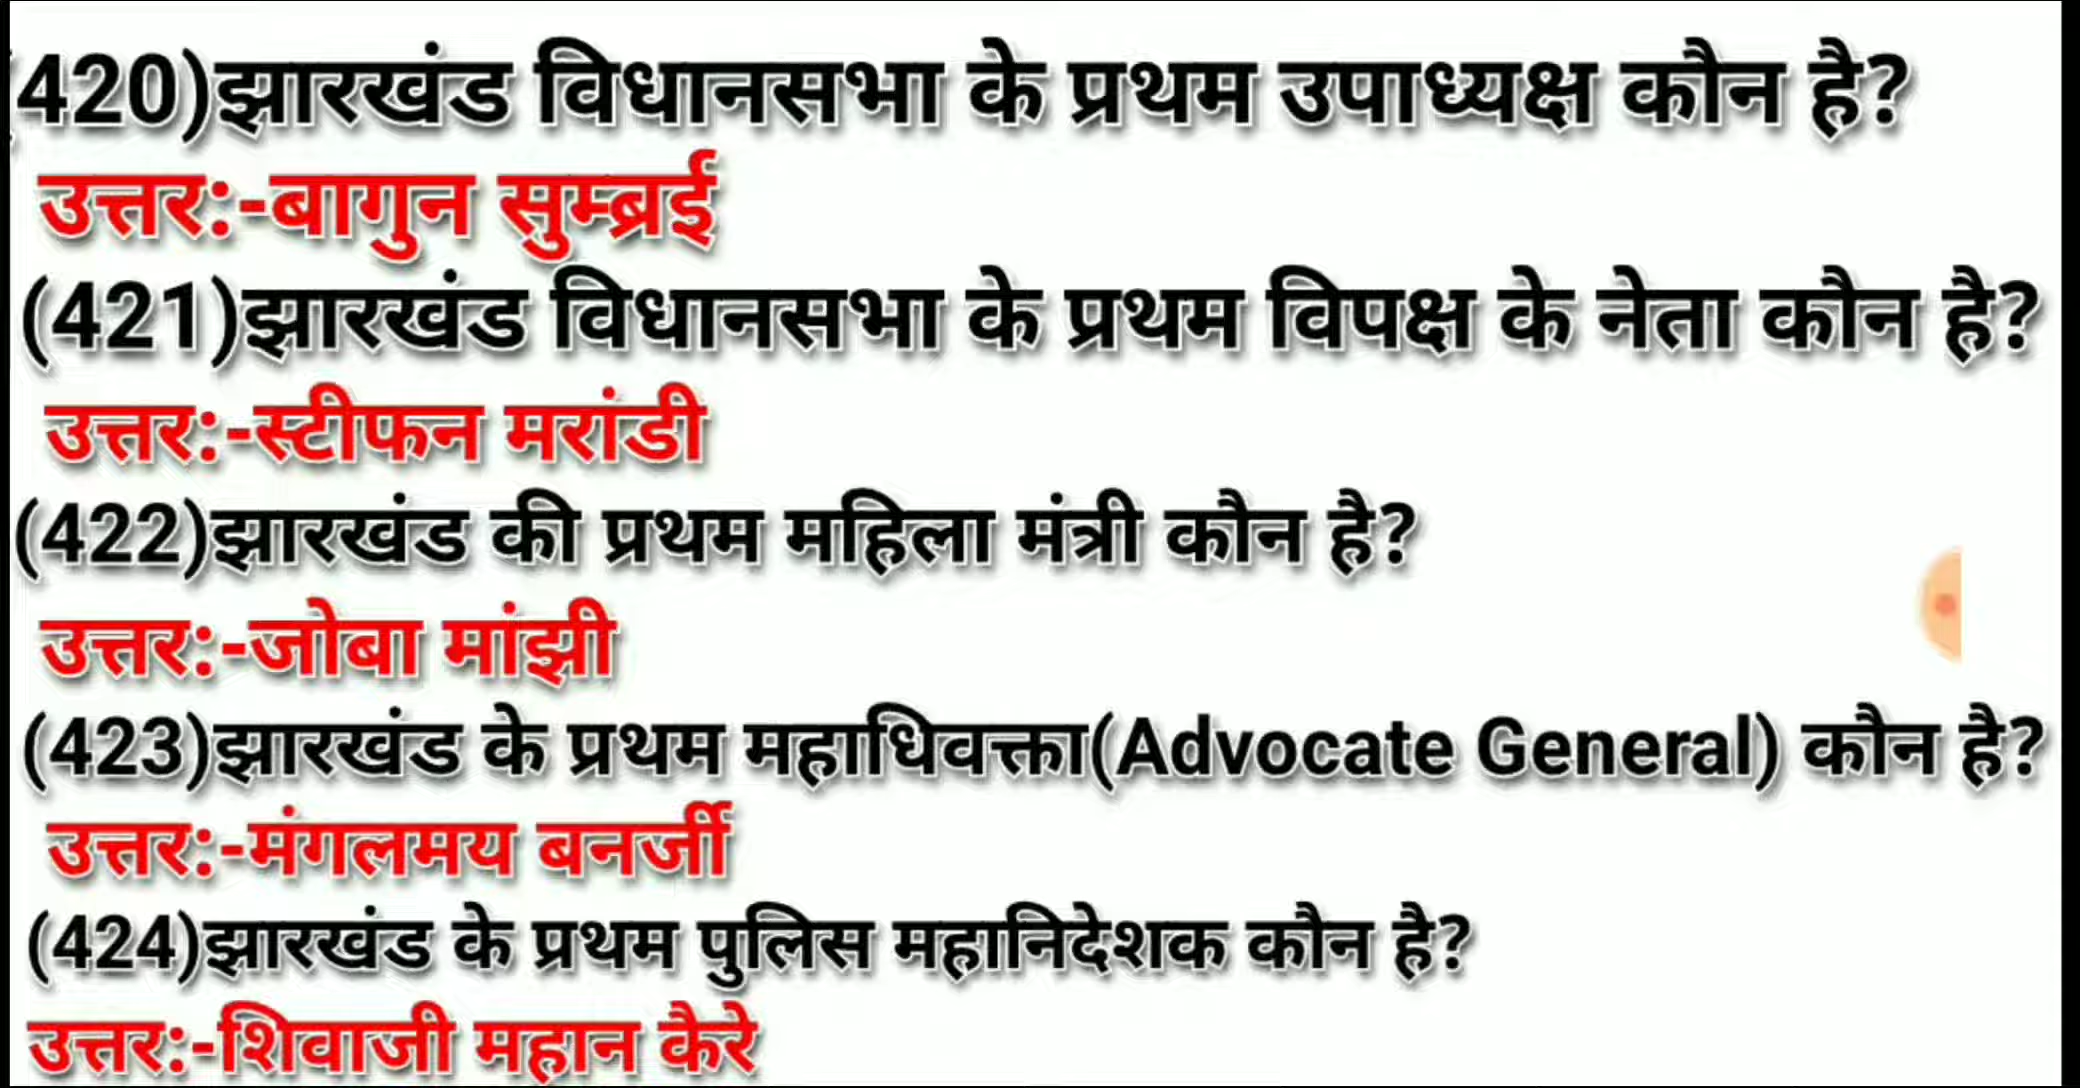 (420)झारखंड विधानसभा के प्रथम उपाध्यक्ष कौन है?
उत्तर:-बागुन सुम्ब्रई
(421)झारखंड विधानसभा के प्रथम विपक्ष के नेता कौन है?
उत्तर:-स्टीफन मरांडी
(422)झारखंड की प्रथम महिला मंत्री कौन है?
उत्तर:-जोबा मांझी
(423)झारखंड के प्रथम महाधिवक्ता(Advocate General) कौन है?
उत्तर:-मंगलमय बनर्जी
(424)झारखंड के प्रथम पुलिस महानिदेशक कौन है?
उत्तर:-शिवाजी महान कैरे